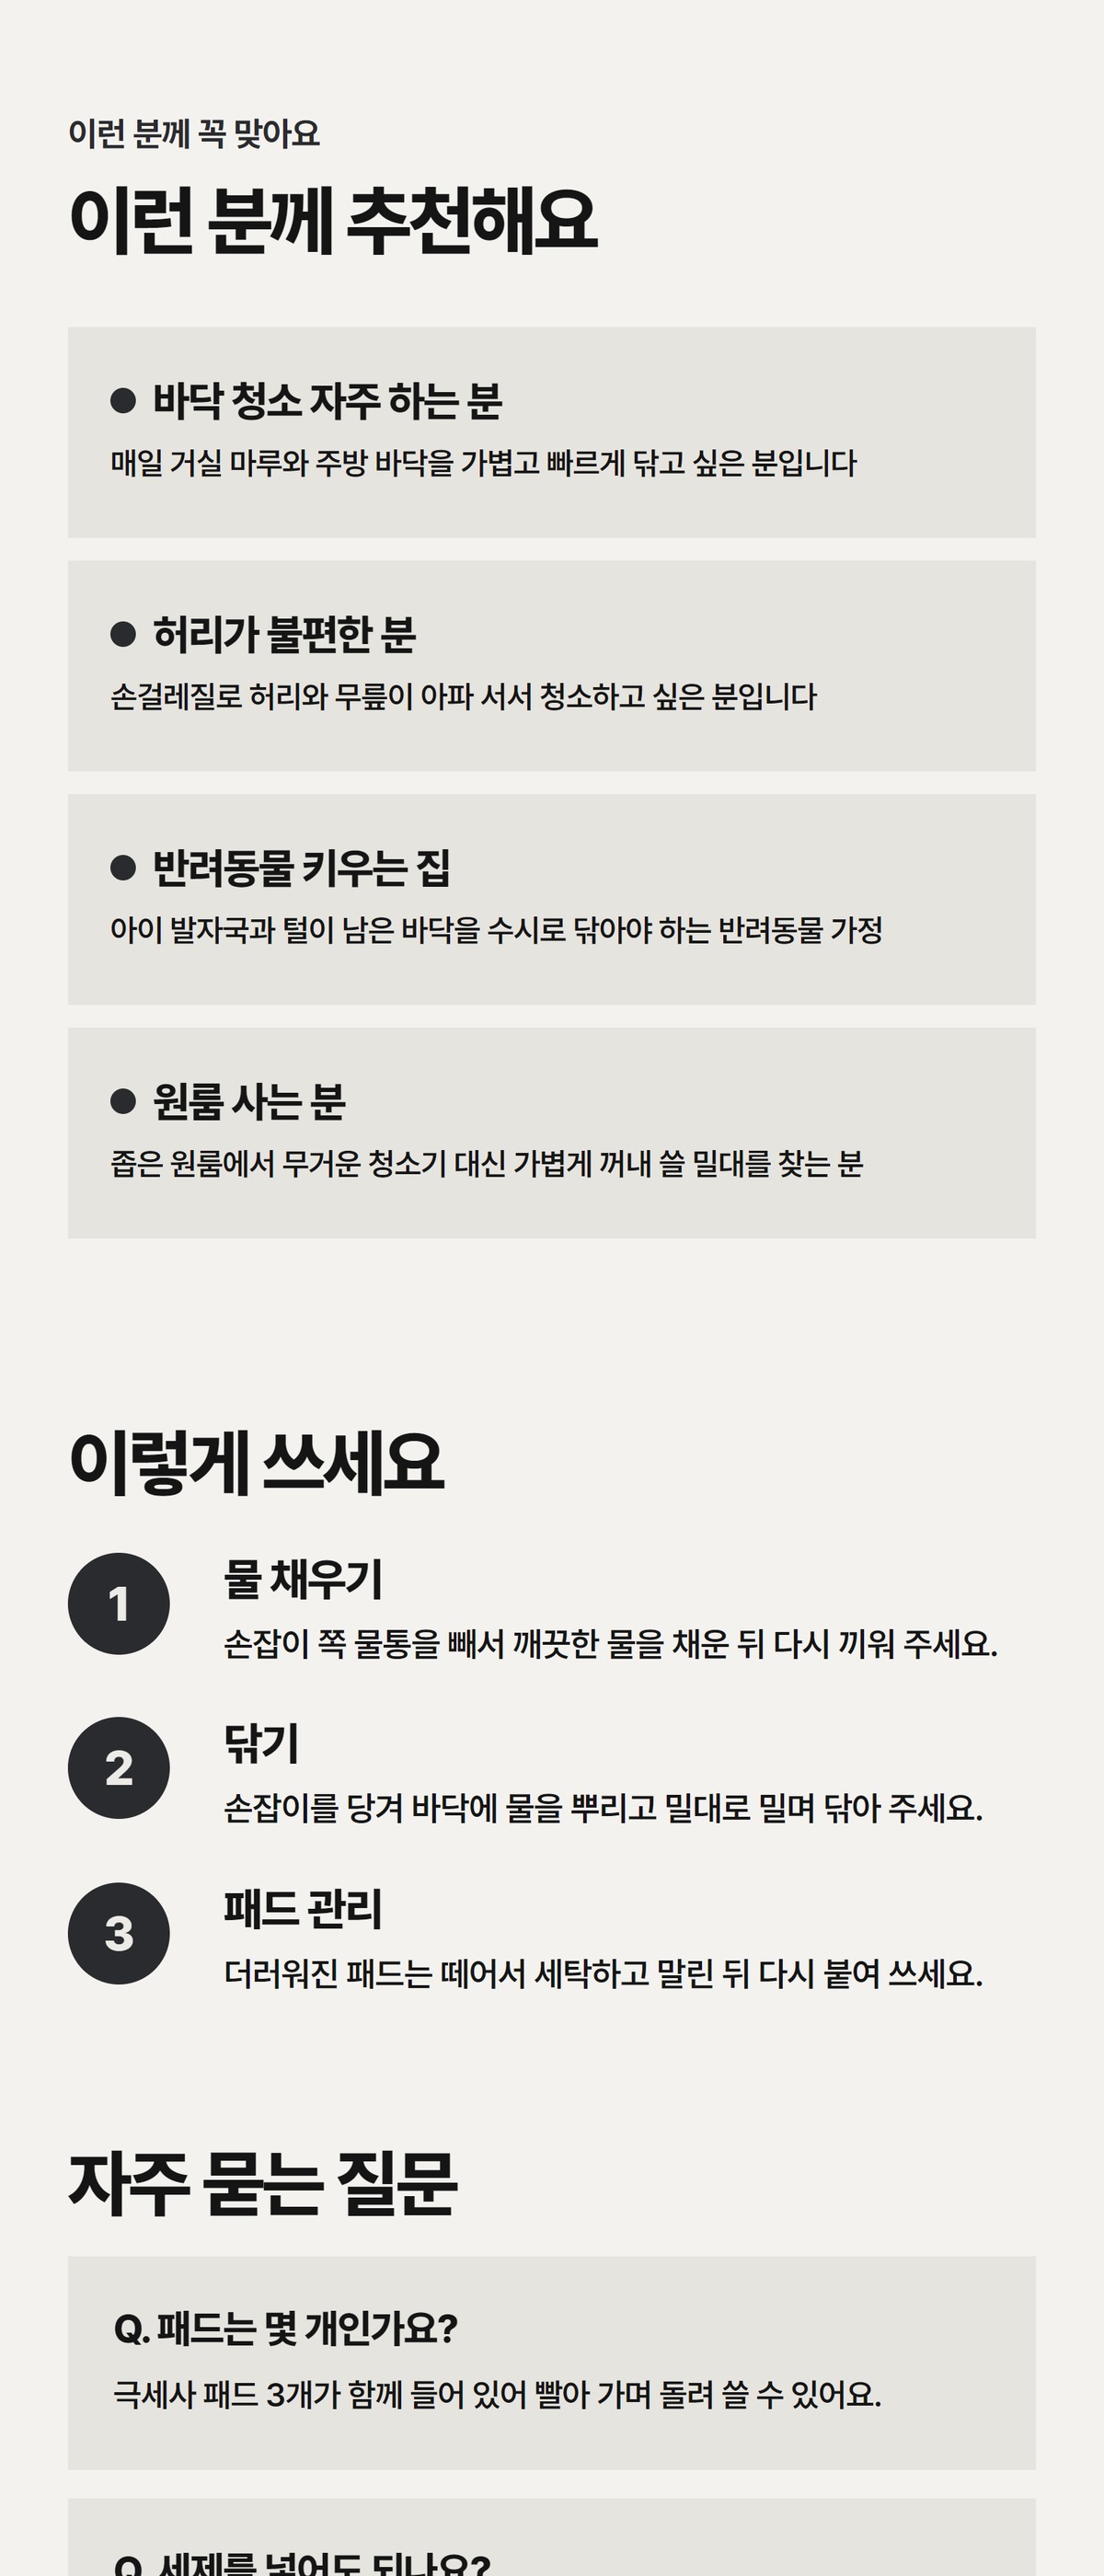 이런 분께 꼭 맞아요
이런 분께 추천해요
바닥 청소 자주 하는 분
매일 거실 마루와 주방 바닥을 가볍고 빠르게 닦고 싶은 분입니다
허리가 불편한 분
손걸레질로 허리와 무릎이 아파 서서 청소하고 싶은 분입니다
반려동물 키우는 집
아이 발자국과 털이 남은 바닥을 수시로 닦아야 하는 반려동물 가정
원룸 사는 분
좁은 원룸에서 무거운 청소기 대신 가볍게 꺼내 쓸 밀대를 찾는 분
이렇게 쓰세요
1
물 채우기
손잡이 쪽 물통을 빼서 깨끗한 물을 채운 뒤 다시 끼워 주세요.
2
닦기
손잡이를 당겨 바닥에 물을 뿌리고 밀대로 밀며 닦아 주세요.
3
패드 관리
더러워진 패드는 떼어서 세탁하고 말린 뒤 다시 붙여 쓰세요.
자주 묻는 질문
Q. 패드는 몇 개인가요?
극세사 패드 3개가 함께 들어 있어 빨아 가며 돌려 쓸 수 있어요.
Q. 세제를 넣어도 되나요?